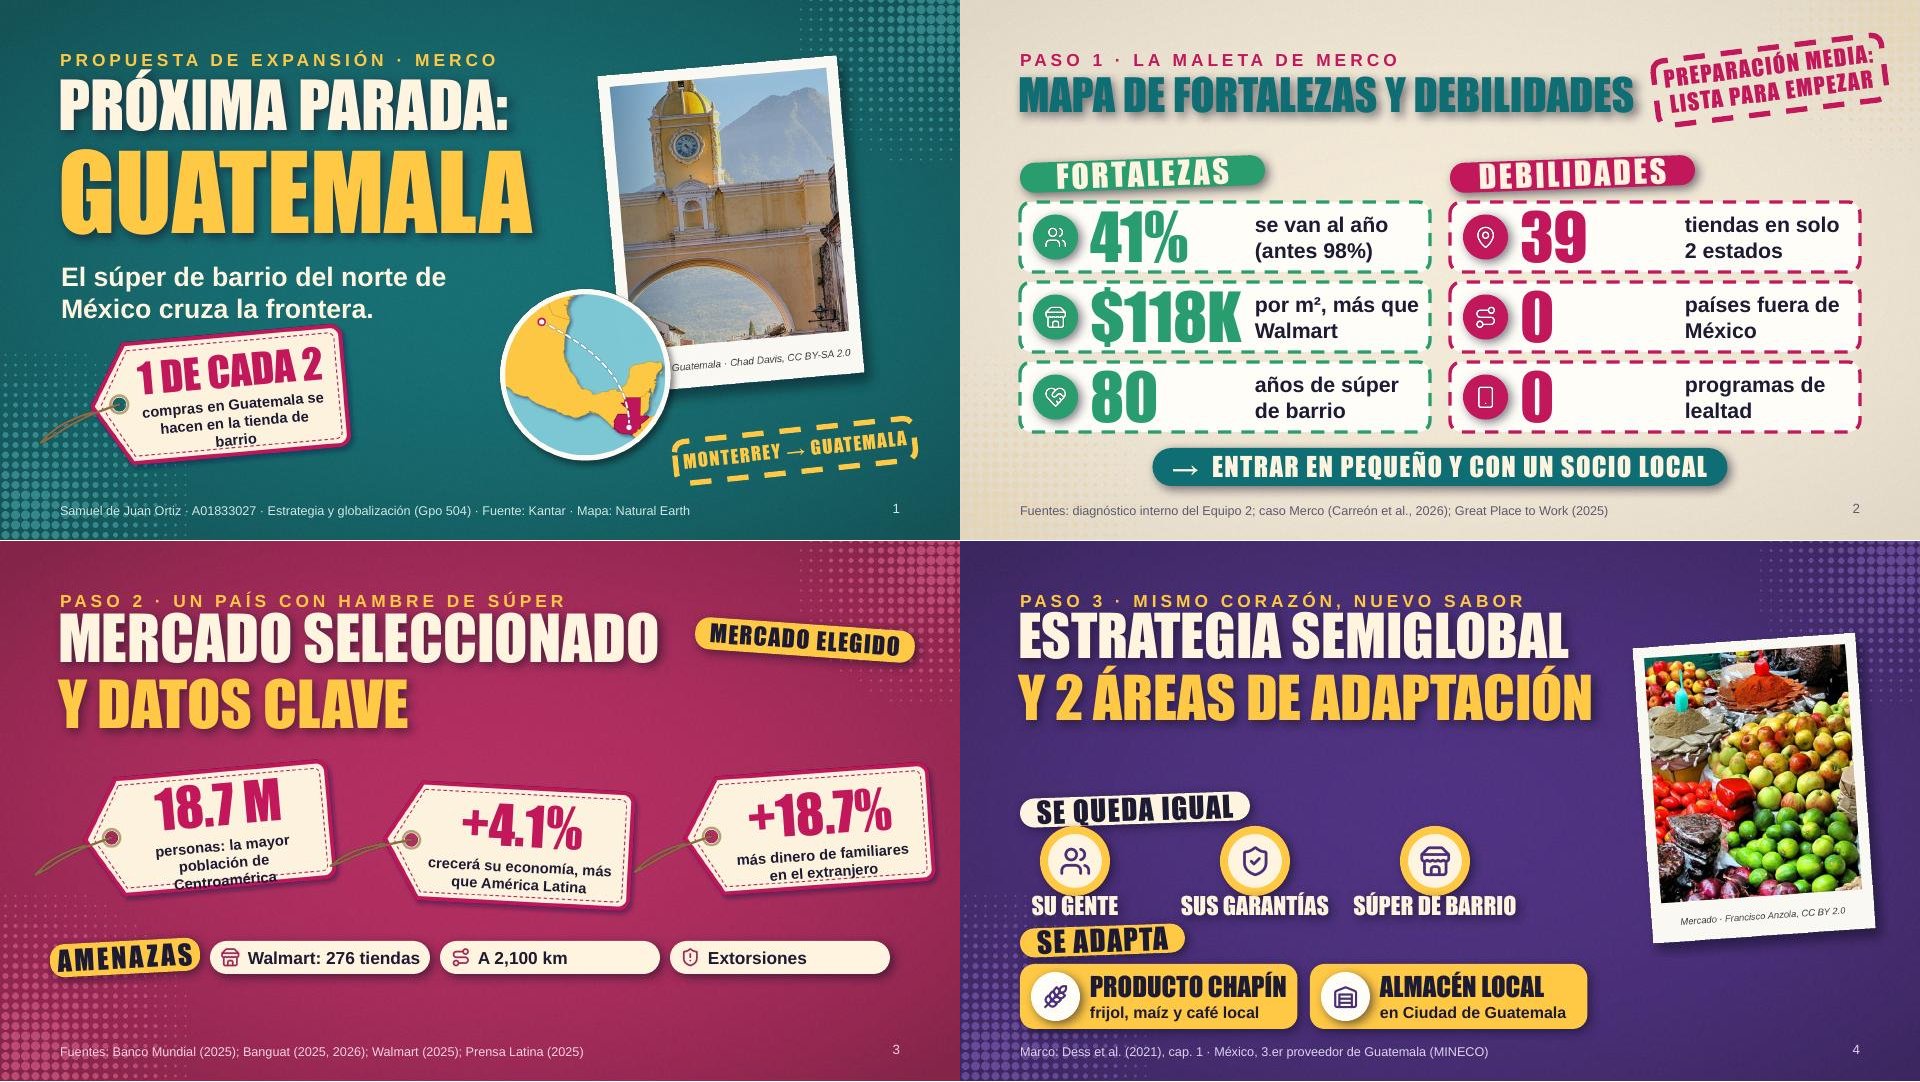 PROPUESTA DE EXPANSIÓN · MERCO
PRÓXIMA PARADA:
GUATEMALA
El súper de barrio del norte de
México cruza la frontera.
1 DE CADA 2
compras en Guatemala se
hacen en la tienda de
barrio
Guatemala · Chad Davis, CC BY-SA 2.0
MONTERREY → GUATEMALA
Samuel de Juan Ortiz · A01833027 · Estrategia y globalización (Gpo 504) · Fuente: Kantar · Mapa: Natural Earth
1
PASO 1 · LA MALETA DE MERCO
MAPA DE FORTALEZAS Y DEBILIDADES
PREPARACIÓN MEDIA:
LISTA PARA EMPEZAR
FORTALEZAS
41%
se van al año
(antes 98%)
$118K
por m², más que
Walmart
80
años de súper
de barrio
DEBILIDADES
39
tiendas en solo
2 estados
0
países fuera de
México
0
programas de
lealtad
→ ENTRAR EN PEQUEÑO Y CON UN SOCIO LOCAL
Fuentes: diagnóstico interno del Equipo 2; caso Merco (Carreón et al., 2026); Great Place to Work (2025)
2
PASO 2 · UN PAÍS CON HAMBRE DE SÚPER
MERCADO SELECCIONADO
Y DATOS CLAVE
MERCADO ELEGIDO
18.7 M
personas: la mayor
población de
Centroamérica
+4.1%
crecerá su economía, más
que América Latina
+18.7%
más dinero de familiares
en el extranjero
AMENAZAS
Walmart: 276 tiendas
A 2,100 km
Extorsiones
Fuentes: Banco Mundial (2025); Banguat (2025, 2026); Walmart (2025); Prensa Latina (2025)
3
PASO 3 · MISMO CORAZÓN, NUEVO SABOR
ESTRATEGIA SEMIGLOBAL
Y 2 ÁREAS DE ADAPTACIÓN
SE QUEDA IGUAL
SU GENTE
SUS GARANTÍAS
SÚPER DE BARRIO
SE ADAPTA
PRODUCTO CHAPÍN
frijol, maíz y café local
ALMACÉN LOCAL
en Ciudad de Guatemala
Mercado · Francisco Anzola, CC BY 2.0
Marco: Dess et al. (2021), cap. 1 · México, 3.er proveedor de Guatemala (MINECO)
4